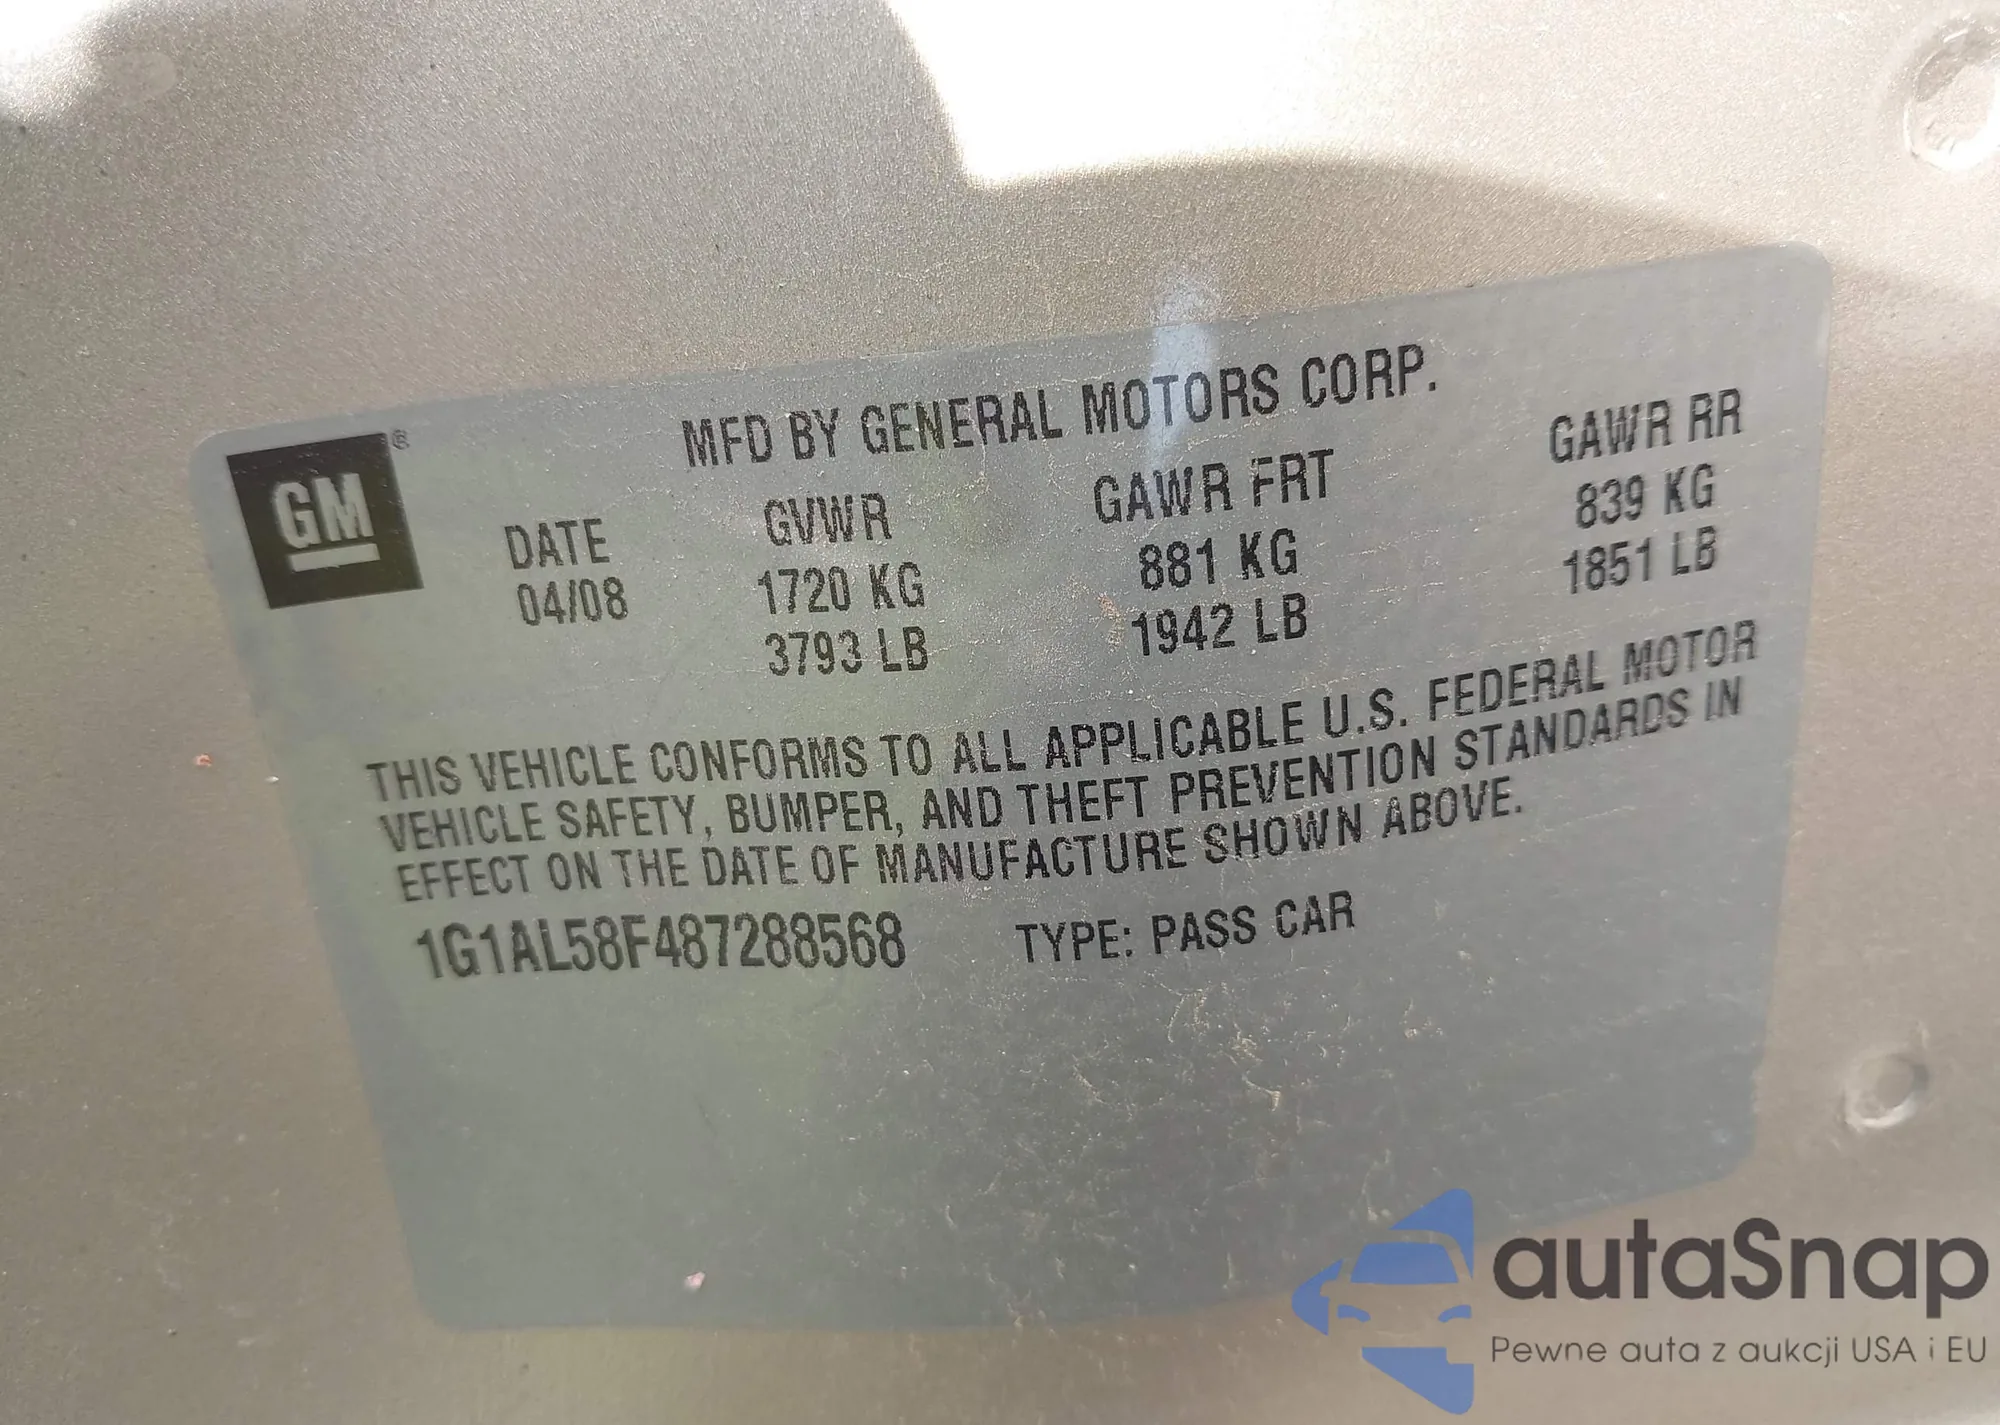 MFD BY GENERAL MOTORS CORP.
GM ®
DATE GVWR GAWR FRT GAWR RR
04/08 1720 KG 881 KG 839 KG
3793 LB 1942 LB 1851 LB
THIS VEHICLE CONFORMS TO ALL APPLICABLE U.S. FEDERAL MOTOR
VEHICLE SAFETY, BUMPER, AND THEFT PREVENTION STANDARDS IN
EFFECT ON THE DATE OF MANUFACTURE SHOWN ABOVE.
1G1AL58F487288568 TYPE: PASS CAR
autaSnap
Pewne auta z aukcji USA i EU